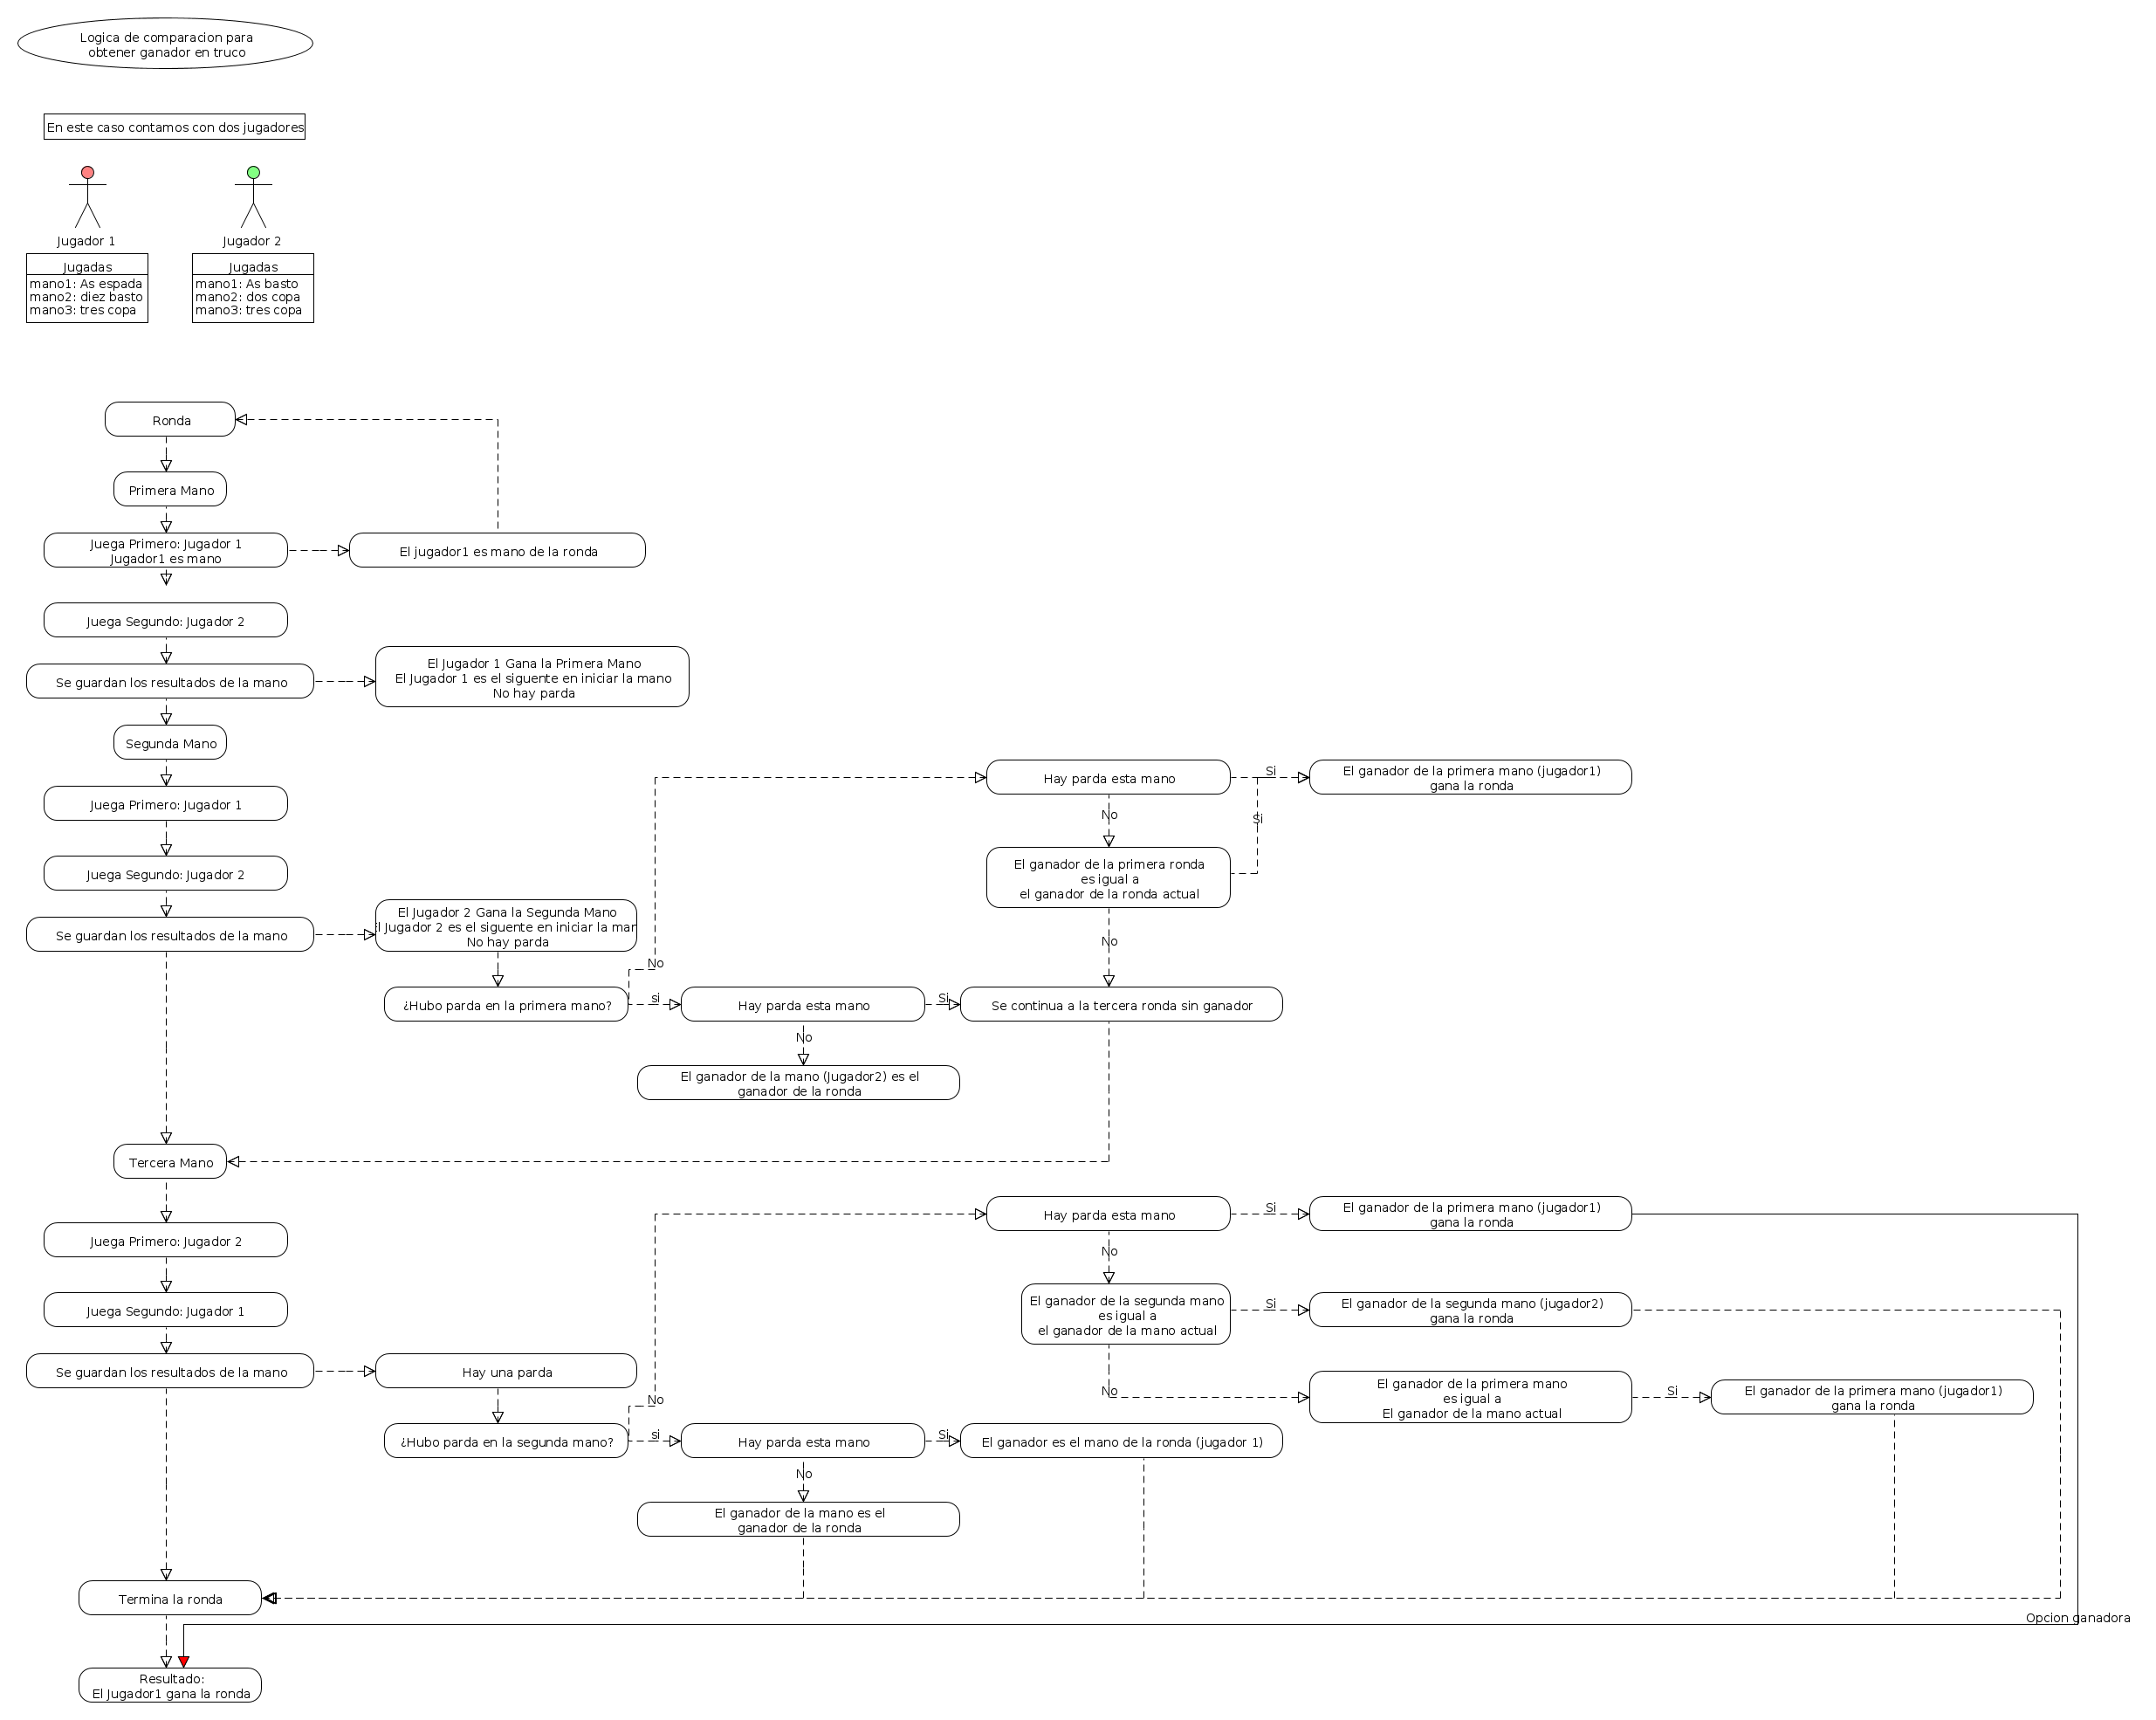 Logica de comparacion para
obtener ganador en truco
En este caso contamos con dos jugadores
Jugador 1
Jugador 2
Jugadas
mano1: As espada
mano2: diez basto
mano3: tres copa
Jugadas
mano1: As basto
mano2: dos copa
mano3: tres copa
Ronda
Primera Mano
Juega Primero: Jugador 1
Jugador1 es mano
El jugador1 es mano de la ronda
Juega Segundo: Jugador 2
Se guardan los resultados de la mano
El Jugador 1 Gana la Primera Mano
El Jugador 1 es el siguente en iniciar la mano
No hay parda
Segunda Mano
Juega Primero: Jugador 1
Juega Segundo: Jugador 2
Se guardan los resultados de la mano
El Jugador 2 Gana la Segunda Mano
El Jugador 2 es el siguente en iniciar la man
No hay parda
¿Hubo parda en la primera mano?
No
si
Hay parda esta mano
Si
El ganador de la primera mano (jugador1)
gana la ronda
No
Si
El ganador de la primera ronda
es igual a
el ganador de la ronda actual
No
Hay parda esta mano
Si
Se continua a la tercera ronda sin ganador
No
El ganador de la mano (Jugador2) es el
ganador de la ronda
Tercera Mano
Juega Primero: Jugador 2
Juega Segundo: Jugador 1
Se guardan los resultados de la mano
Hay una parda
¿Hubo parda en la segunda mano?
No
si
Hay parda esta mano
Si
El ganador de la primera mano (jugador1)
gana la ronda
No
El ganador de la segunda mano
es igual a
el ganador de la mano actual
Si
El ganador de la segunda mano (jugador2)
gana la ronda
No
El ganador de la primera mano
es igual a
El ganador de la mano actual
Si
El ganador de la primera mano (jugador1)
gana la ronda
Hay parda esta mano
Si
El ganador es el mano de la ronda (jugador 1)
No
El ganador de la mano es el
ganador de la ronda
Termina la ronda
Opcion ganadora
Resultado:
El Jugador1 gana la ronda